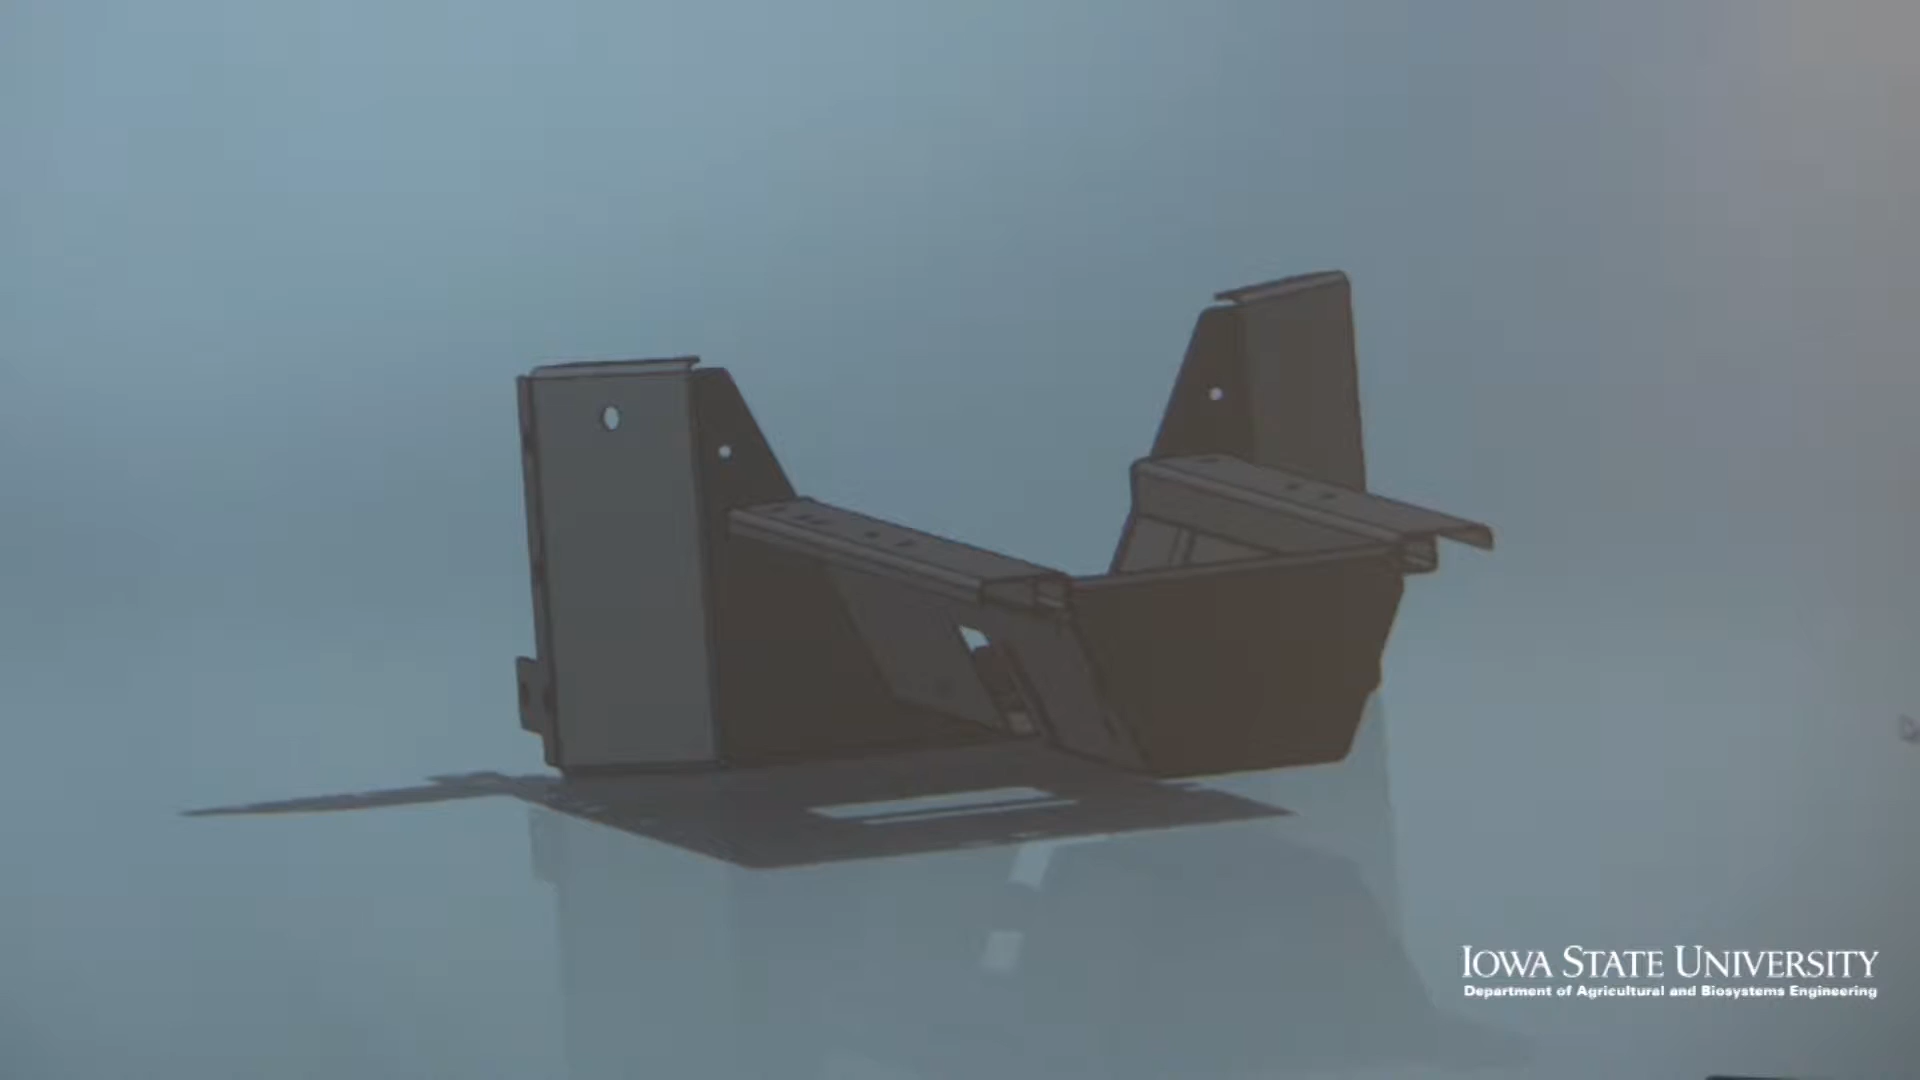 IOWA STATE UNIVERSITY
Department of Agricultural and Biosystems Engineering